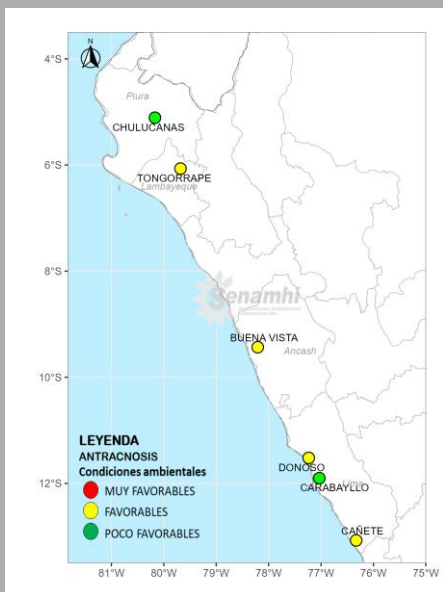 N
4°S
Piura
CHULUCANAS
6°S
TONGORRAPE
Lambayeque
8°S
Senamhi
BUENA VISTA
Ancash
10°S
LEYENDA
ANTRACNOSIS
Condiciones ambientales
MUY FAVORABLES
FAVORABLES
POCO FAVORABLES
DONOSO
Lima
CARABAYLLO
12°S
CAÑETE
81°W 80°W 79°W 78°W 77°W 76°W 75°W